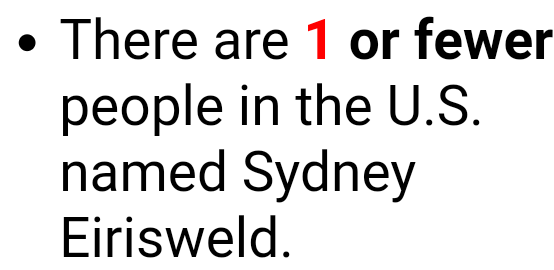 • There are 1 or fewer
people in the U.S.
named Sydney
Eirisweld.